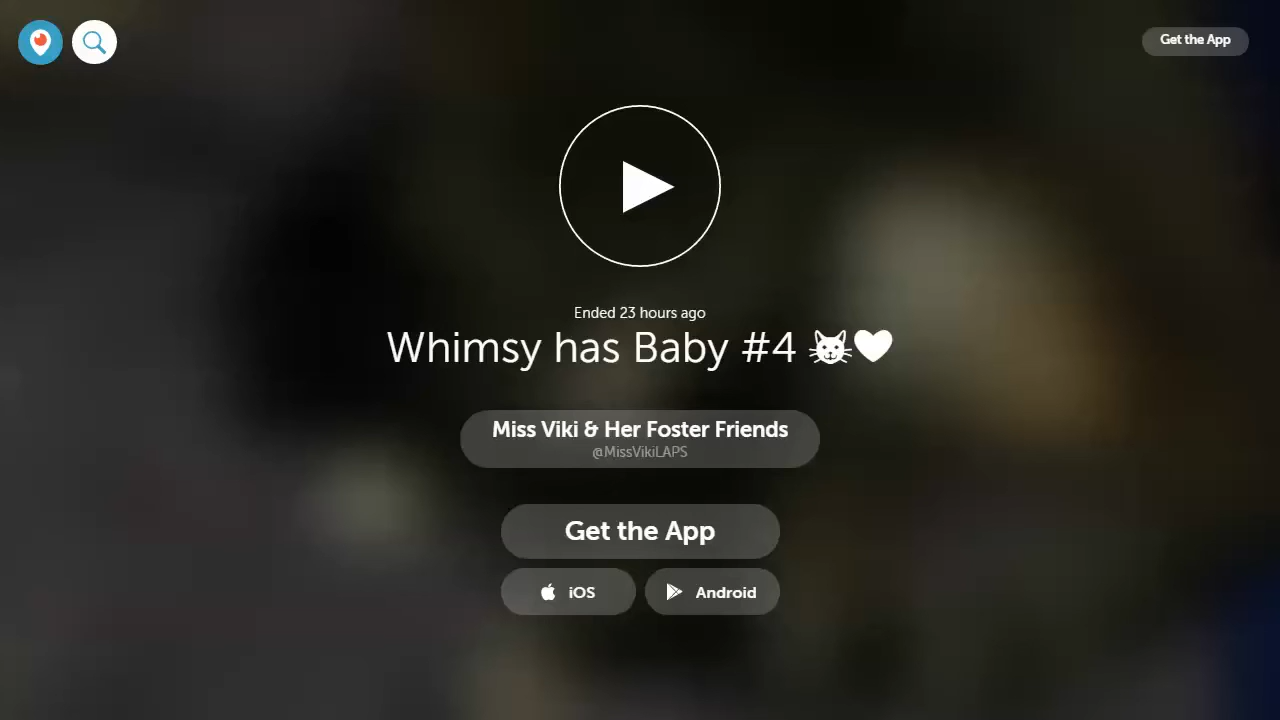 Get the App
Ended 23 hours ago
Whimsy has Baby #4 🐱❤
Miss Viki & Her Foster Friends
@MissVikiLAPS
Get the App
iOS
Android